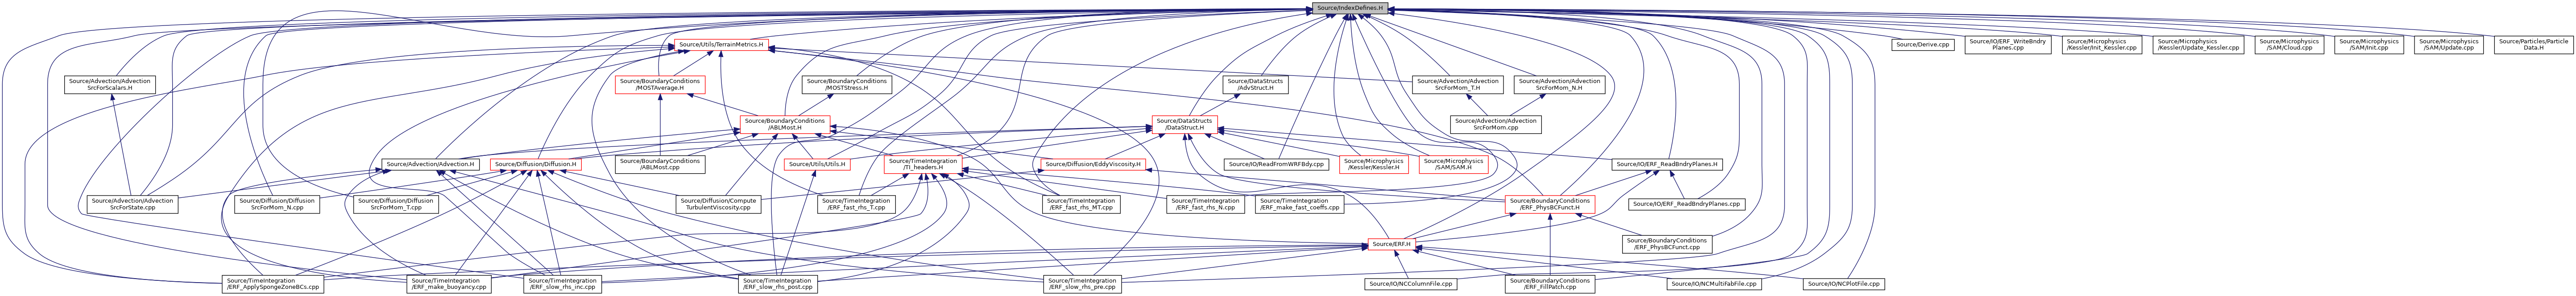 Source/IndexDefines.H
Source/Utils/TerrainMetrics.H
Source/Derive.cpp
Source/IO/ERF_WriteBndry
Planes.cpp
Source/Microphysics
/Kessler/Init_Kessler.cpp
Source/Microphysics
/Kessler/Update_Kessler.cpp
Source/Microphysics
/SAM/Cloud.cpp
Source/Microphysics
/SAM/Init.cpp
Source/Microphysics
/SAM/Update.cpp
Source/Particles/Particle
Data.H
Source/Advection/Advection
SrcForScalars.H
Source/BoundaryConditions
/MOSTAverage.H
Source/BoundaryConditions
/MOSTStress.H
Source/DataStructs
/AdvStruct.H
Source/Advection/Advection
SrcForMom_T.H
Source/Advection/Advection
SrcForMom_N.H
Source/BoundaryConditions
/ABLMost.H
Source/DataStructs
/DataStruct.H
Source/Advection/Advection
SrcForMom.cpp
Source/Advection/Advection.H
Source/Diffusion/Diffusion.H
Source/BoundaryConditions
/ABLMost.cpp
Source/Utils/Utils.H
Source/TimeIntegration
/TI_headers.H
Source/Diffusion/EddyViscosity.H
Source/IO/ReadFromWRFBdy.cpp
Source/Microphysics
/Kessler/Kessler.H
Source/Microphysics
/SAM/SAM.H
Source/IO/ERF_ReadBndryPlanes.H
Source/Advection/Advection
SrcForState.cpp
Source/Diffusion/Diffusion
SrcForMom_N.cpp
Source/Diffusion/Diffusion
SrcForMom_T.cpp
Source/Diffusion/Compute
TurbulentViscosity.cpp
Source/TimeIntegration
/ERF_fast_rhs_T.cpp
Source/TimeIntegration
/ERF_fast_rhs_MT.cpp
Source/TimeIntegration
/ERF_fast_rhs_N.cpp
Source/TimeIntegration
/ERF_make_fast_coeffs.cpp
Source/BoundaryConditions
/ERF_PhysBCFunct.H
Source/IO/ERF_ReadBndryPlanes.cpp
Source/ERF.H
Source/BoundaryConditions
/ERF_PhysBCFunct.cpp
Source/TimeIntegration
/ERF_ApplySpongeZoneBCs.cpp
Source/TimeIntegration
/ERF_make_buoyancy.cpp
Source/TimeIntegration
/ERF_slow_rhs_inc.cpp
Source/TimeIntegration
/ERF_slow_rhs_post.cpp
Source/TimeIntegration
/ERF_slow_rhs_pre.cpp
Source/IO/NCColumnFile.cpp
Source/BoundaryConditions
/ERF_FillPatch.cpp
Source/IO/NCMultiFabFile.cpp
Source/IO/NCPlotFile.cpp